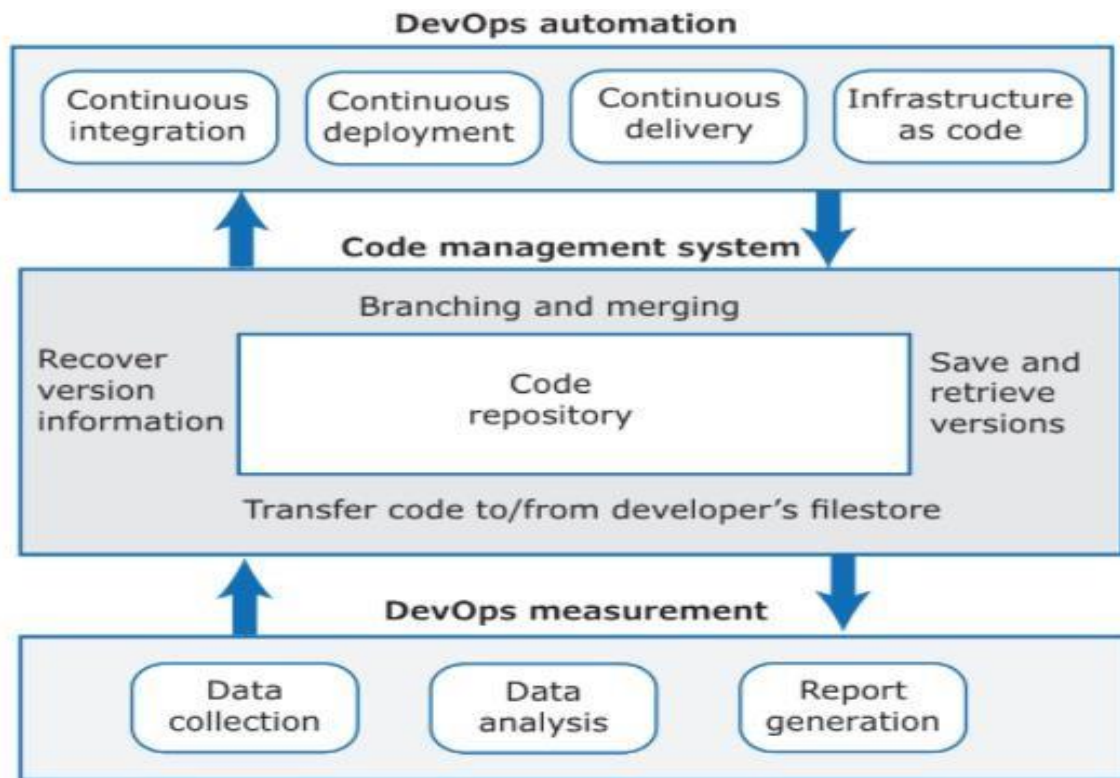 DevOps automation
Continuous
integration
Continuous
deployment
Continuous
delivery
Infrastructure
as code
Code management system
Branching and merging
Recover
version
information
Code
repository
Save and
retrieve
versions
Transfer code to/from developer’s filestore
DevOps measurement
Data
collection
Data
analysis
Report
generation